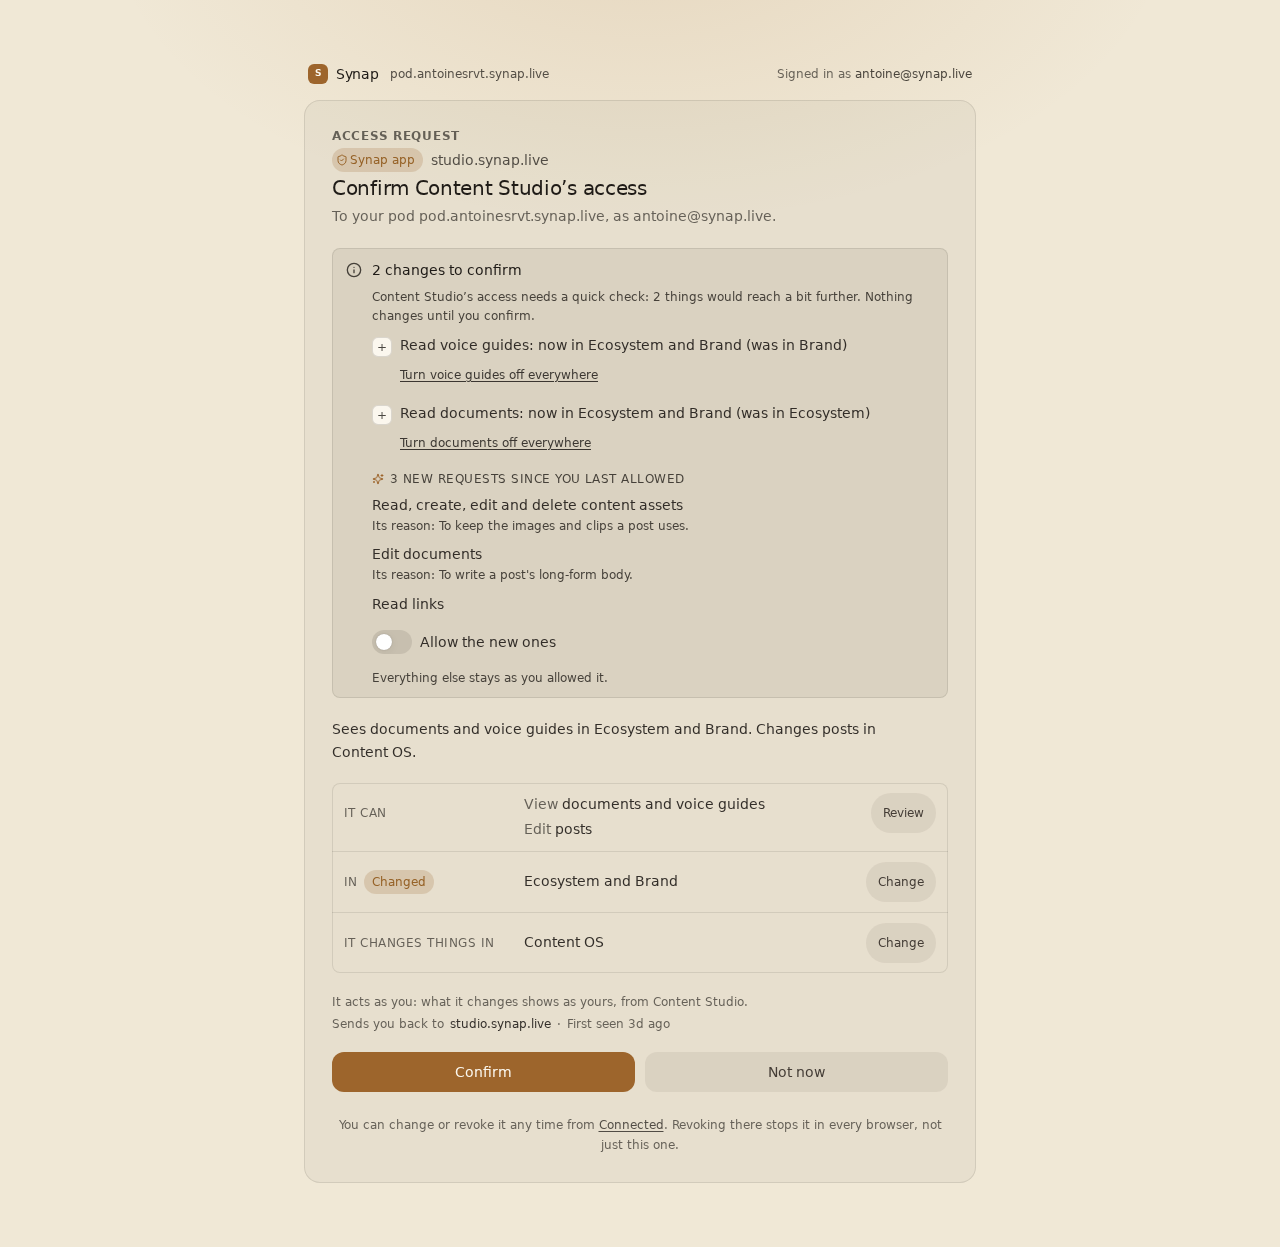 S Synap pod.antoinesrvt.synap.live Signed in as antoine@synap.live
ACCESS REQUEST
Synap app studio.synap.live
Confirm Content Studio’s access
To your pod pod.antoinesrvt.synap.live, as antoine@synap.live.
2 changes to confirm
Content Studio’s access needs a quick check: 2 things would reach a bit further. Nothing
changes until you confirm.
+ Read voice guides: now in Ecosystem and Brand (was in Brand)
Turn voice guides off everywhere
+ Read documents: now in Ecosystem and Brand (was in Ecosystem)
Turn documents off everywhere
3 NEW REQUESTS SINCE YOU LAST ALLOWED
Read, create, edit and delete content assets
Its reason: To keep the images and clips a post uses.
Edit documents
Its reason: To write a post's long-form body.
Read links
Allow the new ones
Everything else stays as you allowed it.
Sees documents and voice guides in Ecosystem and Brand. Changes posts in
Content OS.
IT CAN View documents and voice guides Review
Edit posts
IN Changed Ecosystem and Brand Change
IT CHANGES THINGS IN Content OS Change
It acts as you: what it changes shows as yours, from Content Studio.
Sends you back to studio.synap.live · First seen 3d ago
Confirm Not now
You can change or revoke it any time from Connected. Revoking there stops it in every browser, not
just this one.